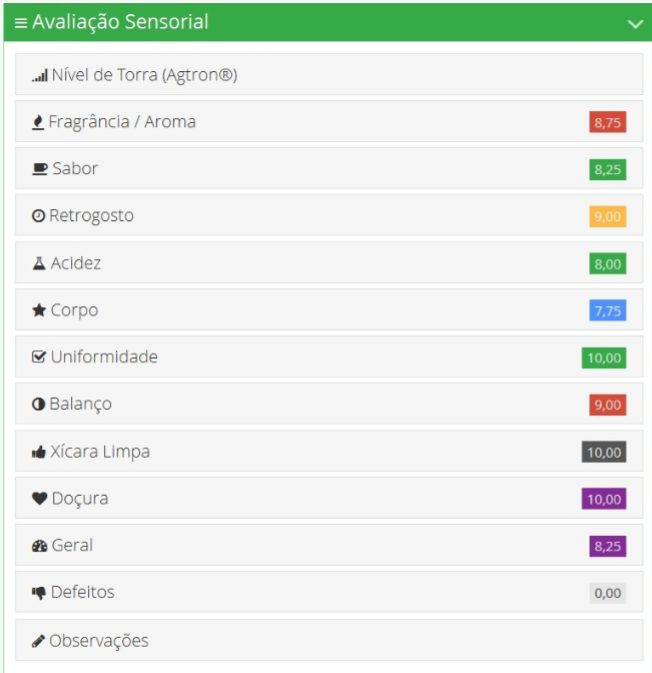 Avaliação Sensorial
Nível de Torra (Agtron®)
Fragrância / Aroma 8,75
Sabor 8,25
Retrogosto 9,00
Acidez 8,00
Corpo 7,75
Uniformidade 10,00
Balanço 9,00
Xícara Limpa 10,00
Doçura 10,00
Geral 8,25
Defeitos 0,00
Observações